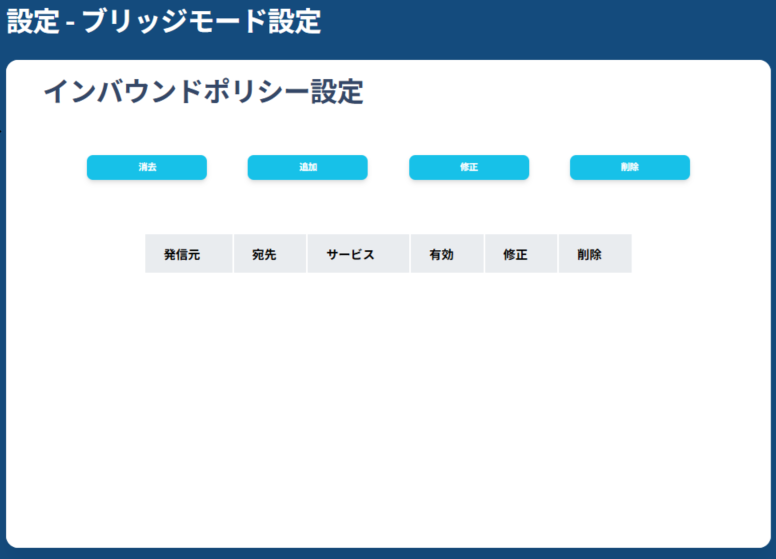 設定 - ブリッジモード設定
インバウンドポリシー設定
消去 追加 修正 削除
発信元 宛先 サービス 有効 修正 削除